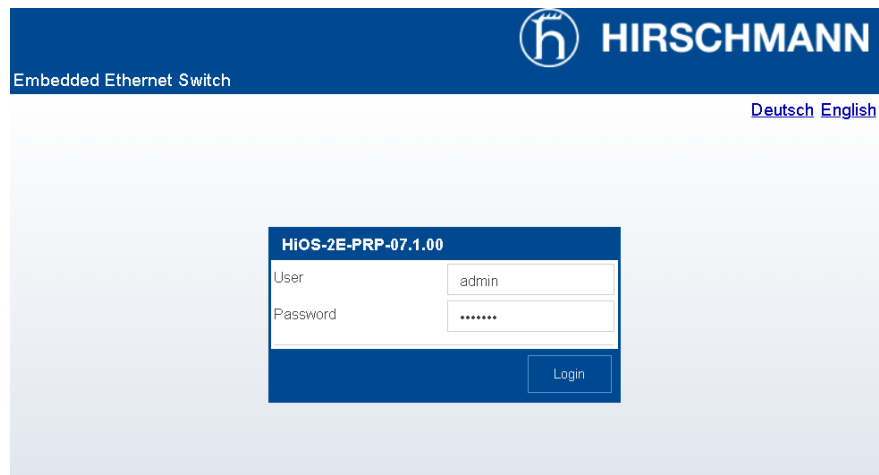 HIRSCHMANN
Embedded Ethernet Switch
Deutsch English
HiOS-2E-PRP-07.1.00
User admin
Password •••••••
Login